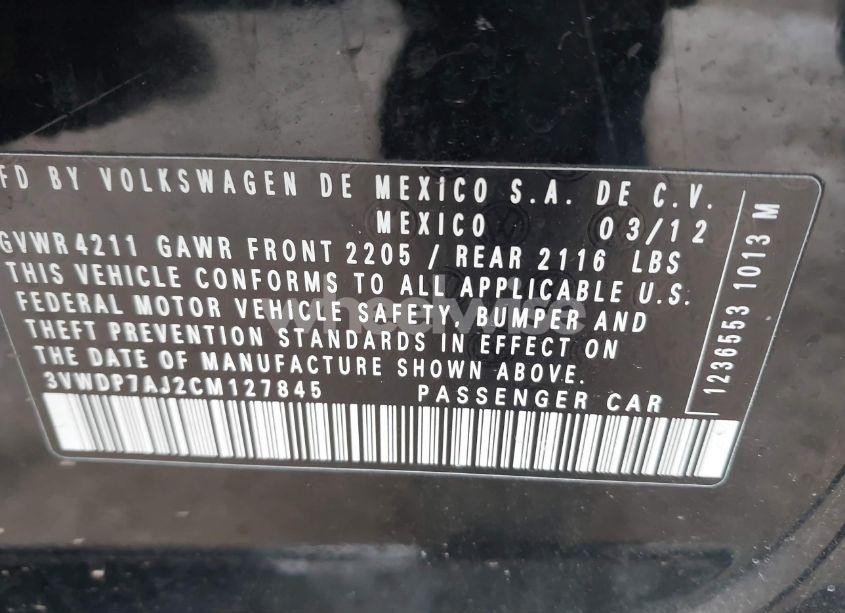 FD BY VOLKSWAGEN DE MEXICO S.A. DE C.V.
MEXICO 03/12
GVWR 4211 GAWR FRONT 2205 / REAR 2116 LBS
THIS VEHICLE CONFORMS TO ALL APPLICABLE U.S.
FEDERAL MOTOR VEHICLE SAFETY, BUMPER AND
THEFT PREVENTION STANDARDS IN EFFECT ON
THE DATE OF MANUFACTURE SHOWN ABOVE.
3VWDP7AJ2CM127845 PASSENGER CAR
1236553 1013 M
wheelwise